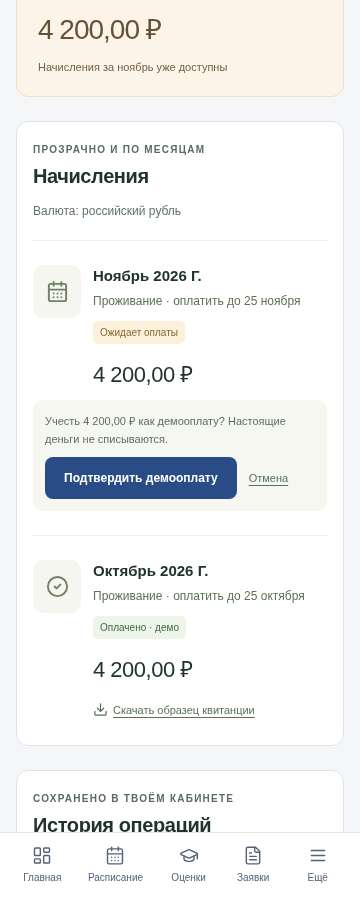 4 200,00 ₽
Начисления за ноябрь уже доступны
ПРОЗРАЧНО И ПО МЕСЯЦАМ
Начисления
Валюта: российский рубль
Ноябрь 2026 Г.
Проживание · оплатить до 25 ноября
Ожидает оплаты
4 200,00 ₽
Учесть 4 200,00 ₽ как демооплату? Настоящие
деньги не списываются.
Подтвердить демооплату
Отмена
Октябрь 2026 Г.
Проживание · оплатить до 25 октября
Оплачено · демо
4 200,00 ₽
Скачать образец квитанции
СОХРАНЕНО В ТВОЁМ КАБИНЕТЕ
История операций
Главная
Расписание
Оценки
Заявки
Ещё